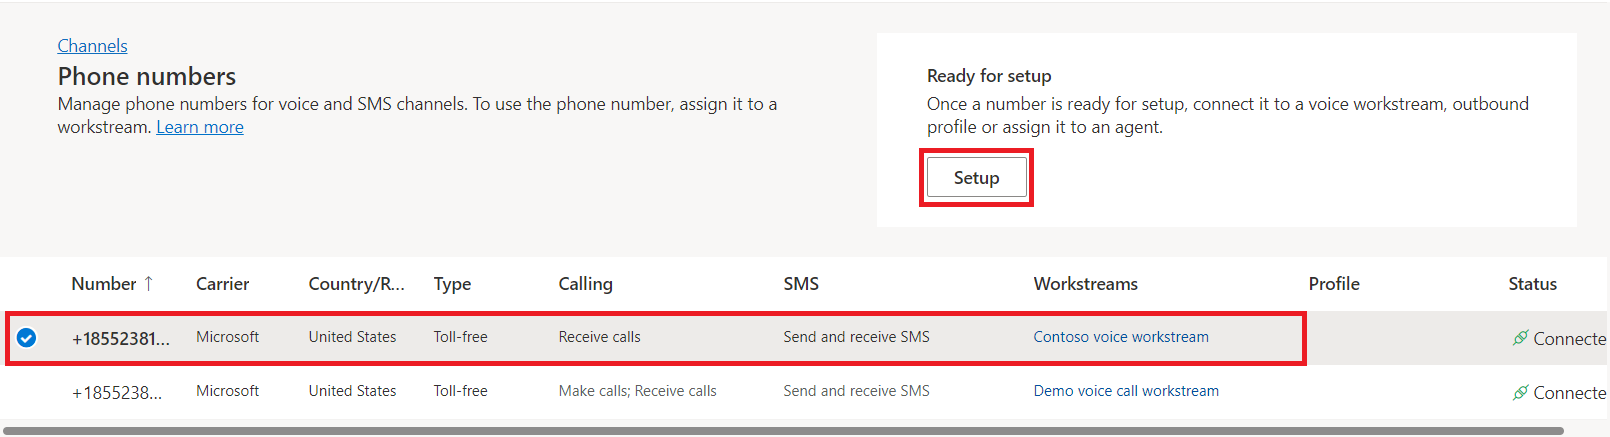 Channels
Phone numbers
Manage phone numbers for voice and SMS channels. To use the phone number, assign it to a
workstream. Learn more
Ready for setup
Once a number is ready for setup, connect it to a voice workstream, outbound
profile or assign it to an agent.
Setup
Number ↑ Carrier Country/R... Type Calling SMS Workstreams Profile Status
+18552381... Microsoft United States Toll-free Receive calls Send and receive SMS Contoso voice workstream Connecte
+1855238... Microsoft United States Toll-free Make calls; Receive calls Send and receive SMS Demo voice call workstream Connecte